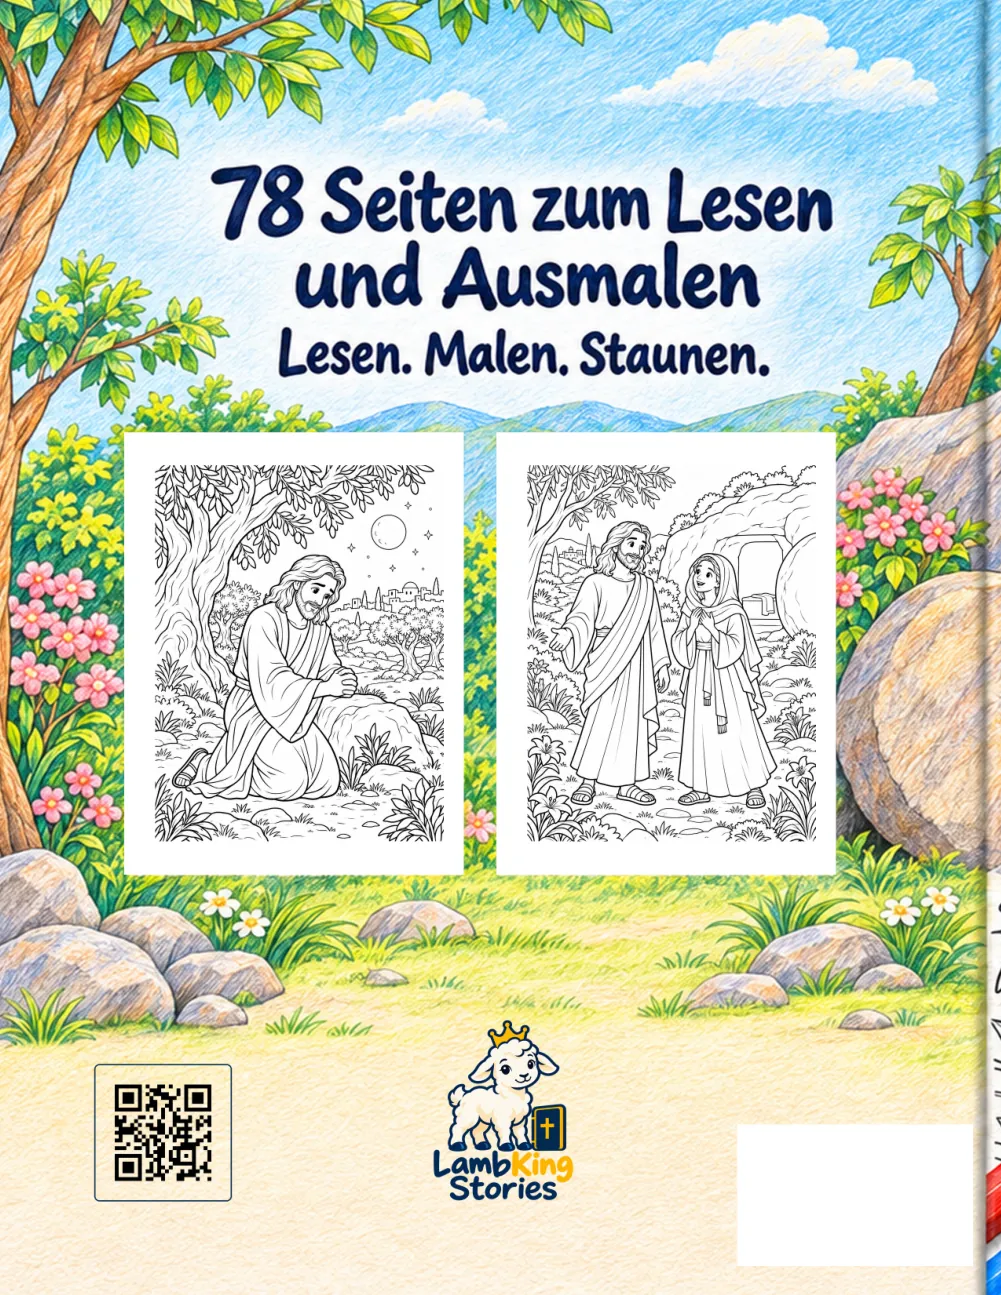 78 Seiten zum Lesen
und Ausmalen
Lesen. Malen. Staunen.
LambKing
Stories